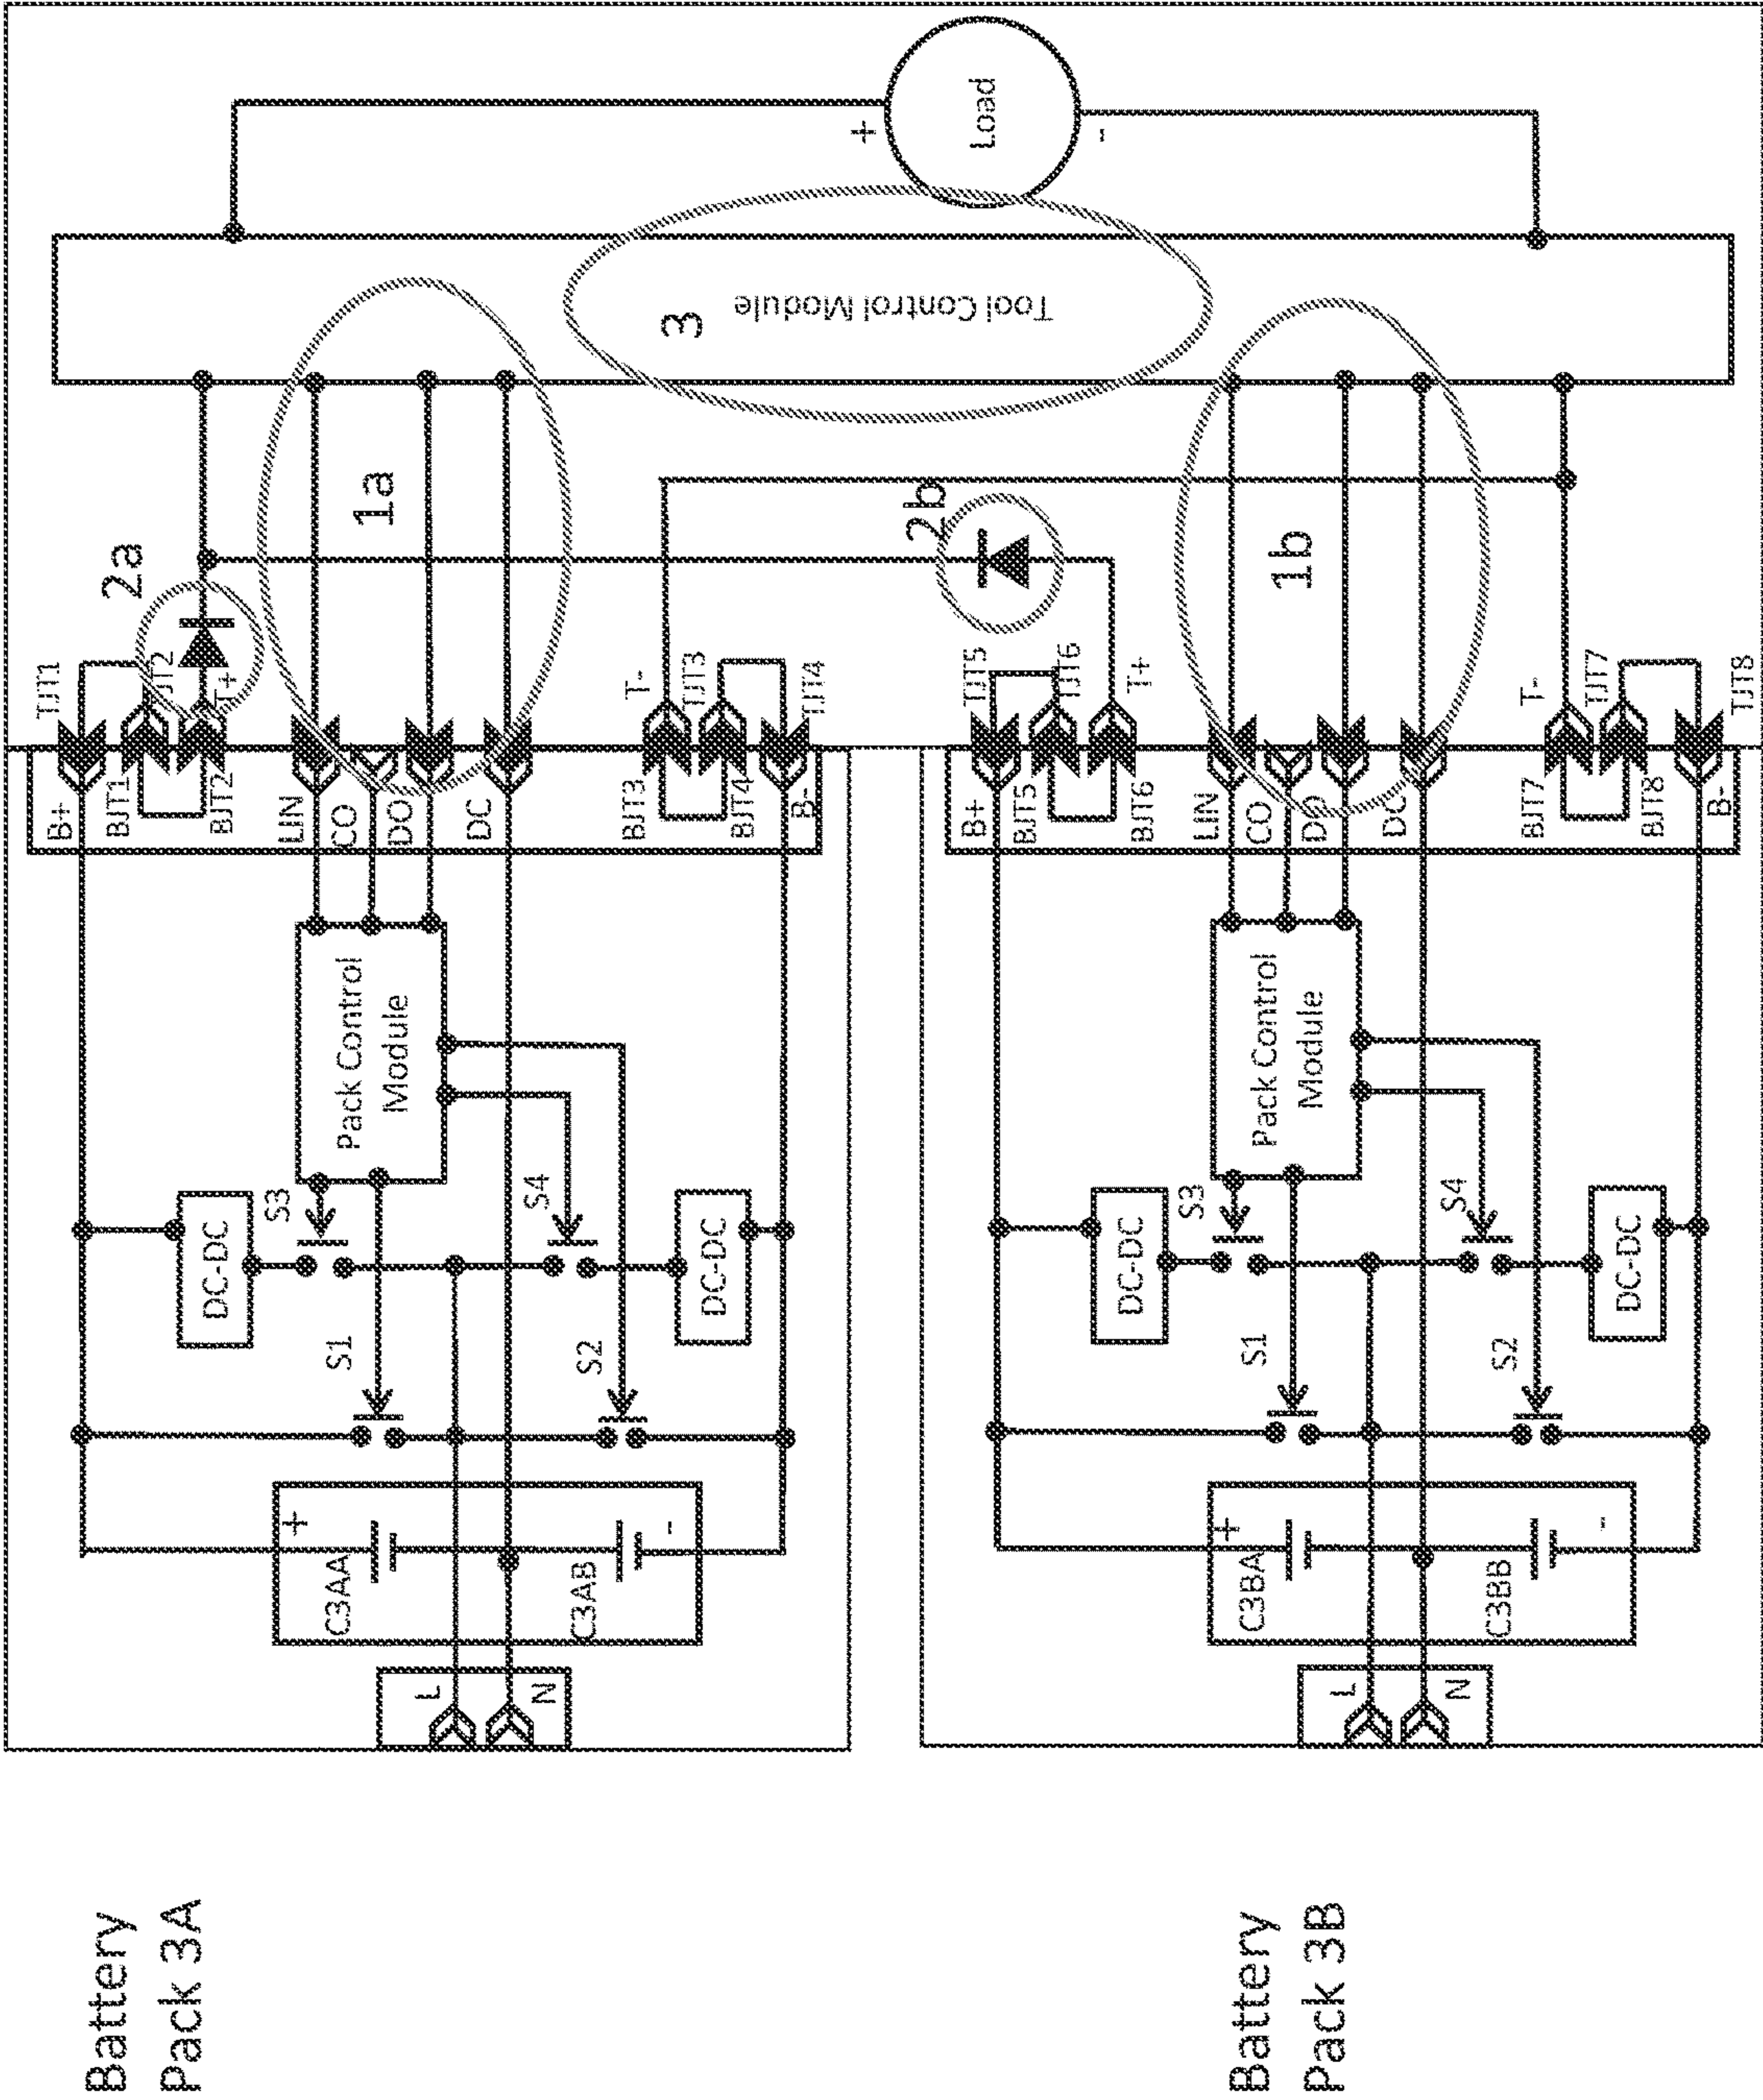 Battery
Pack 3A
B+
BJT1
BJT2
LIN
CO
DO
DC
BJT3
BJT4
B-
TJT1
T+
T-
TJT3
TJT4
2a
1a
DC-DC
S3
S1
Pack Control
Module
S4
S2
DC-DC
+
C3AA
C3AB
-
L
N
Battery
Pack 3B
B+
BJT5
BJT6
LIN
CO
DO
DC
BJT7
BJT8
B-
TJT5
TJT6
T+
T-
TJT7
TJT8
2b
1b
DC-DC
S3
S1
Pack Control
Module
S4
S2
DC-DC
+
C3BA
C3BB
-
L
N
3
Tool Control Module
+
Load
-